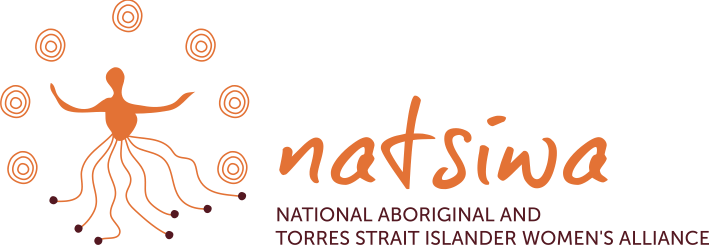 natsiwa
NATIONAL ABORIGINAL AND
TORRES STRAIT ISLANDER WOMEN'S ALLIANCE